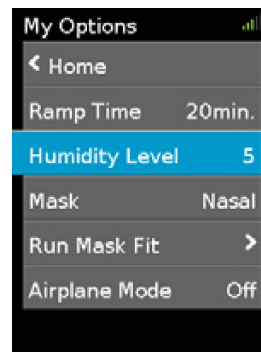 My Options
Home
Ramp Time 20min.
Humidity Level 5
Mask Nasal
Run Mask Fit
Airplane Mode Off